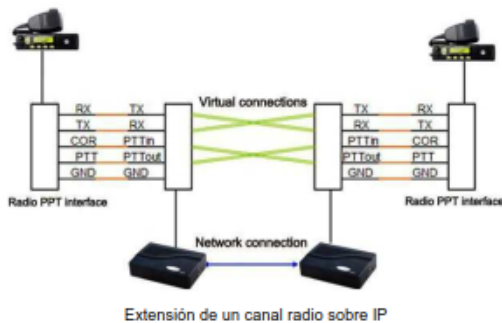 Virtual connections
RX TX
TX RX
COR PTTin
PTT PTTout
GND GND
TX RX
RX TX
PTTin COR
PTTout PTT
GND GND
Radio PPT interface
Radio PPT interface
Network connection
Extensión de un canal radio sobre IP